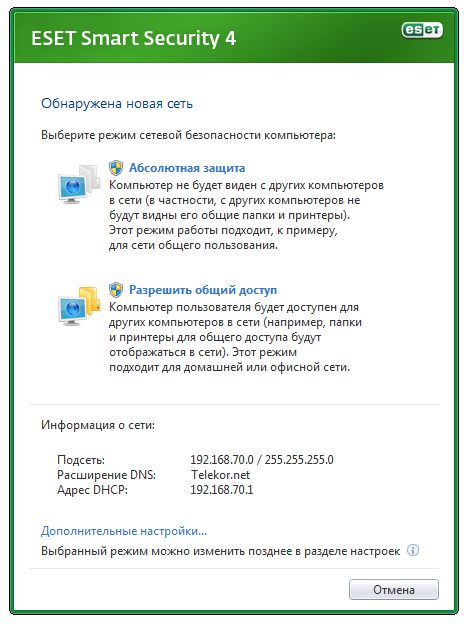 ESET Smart Security 4
eset
Обнаружена новая сеть
Выберите режим сетевой безопасности компьютера:
Абсолютная защита
Компьютер не будет виден с других компьютеров
в сети (в частности, с других компьютеров не
будут видны его общие папки и принтеры).
Этот режим работы подходит, к примеру,
для сети общего пользования.
Разрешить общий доступ
Компьютер пользователя будет доступен для
других компьютеров в сети (например, папки
и принтеры для общего доступа будут
отображаться в сети). Этот режим
подходит для домашней или офисной сети.
Информация о сети:
Подсеть: 192.168.70.0 / 255.255.255.0
Расширение DNS: Telekor.net
Адрес DHCP: 192.168.70.1
Дополнительные настройки...
Выбранный режим можно изменить позднее в разделе настроек
Отмена